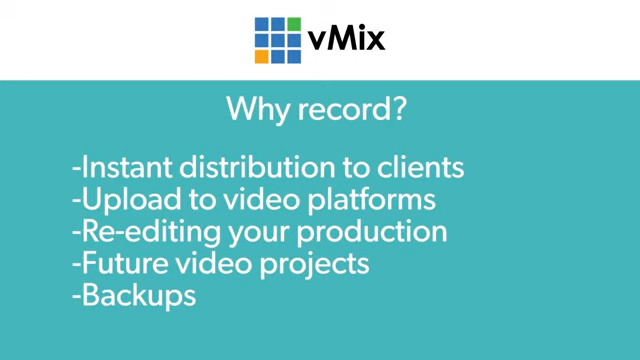 vMix
Why record?
-Instant distribution to clients
-Upload to video platforms
-Re-editing your production
-Future video projects
-Backups